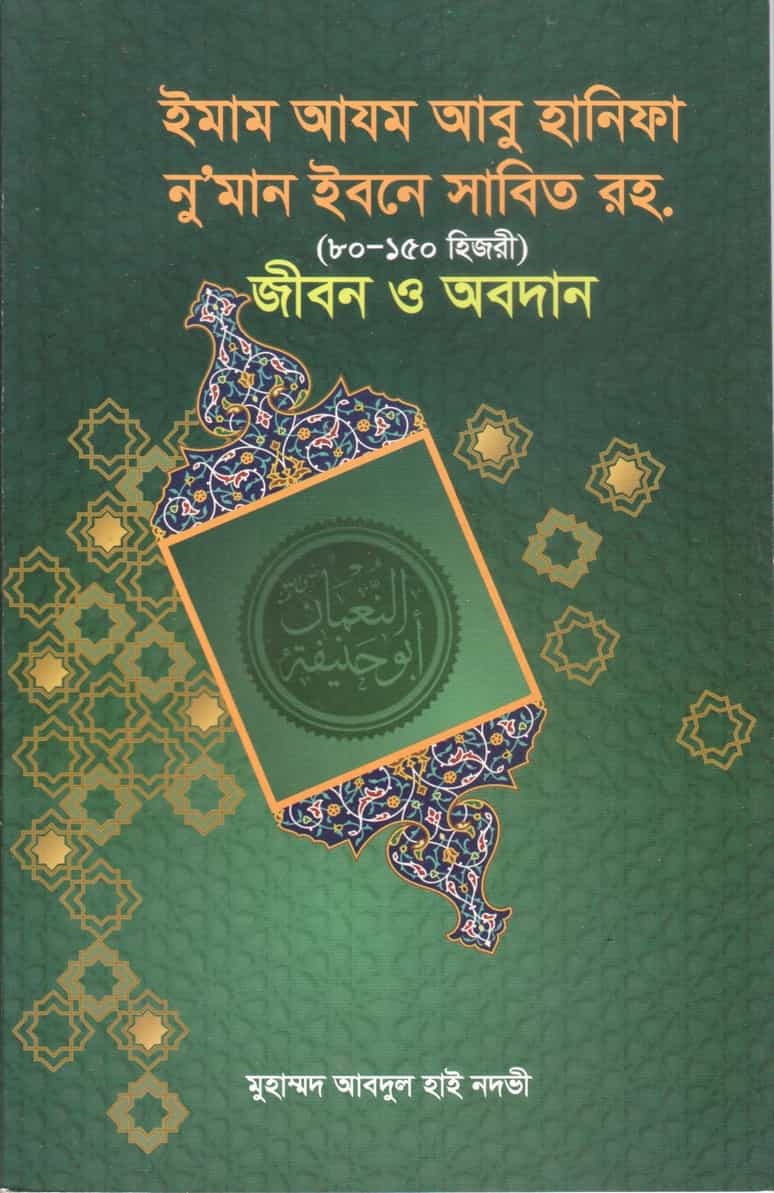 ইমাম আযম আবু হানিফা
নু’মান ইবনে সাবিত রহ.
(৮০-১৫০ হিজরী)
জীবন ও অবদান
النعمان
أبو حنيفة
মুহাম্মদ আবদুল হাই নদভী